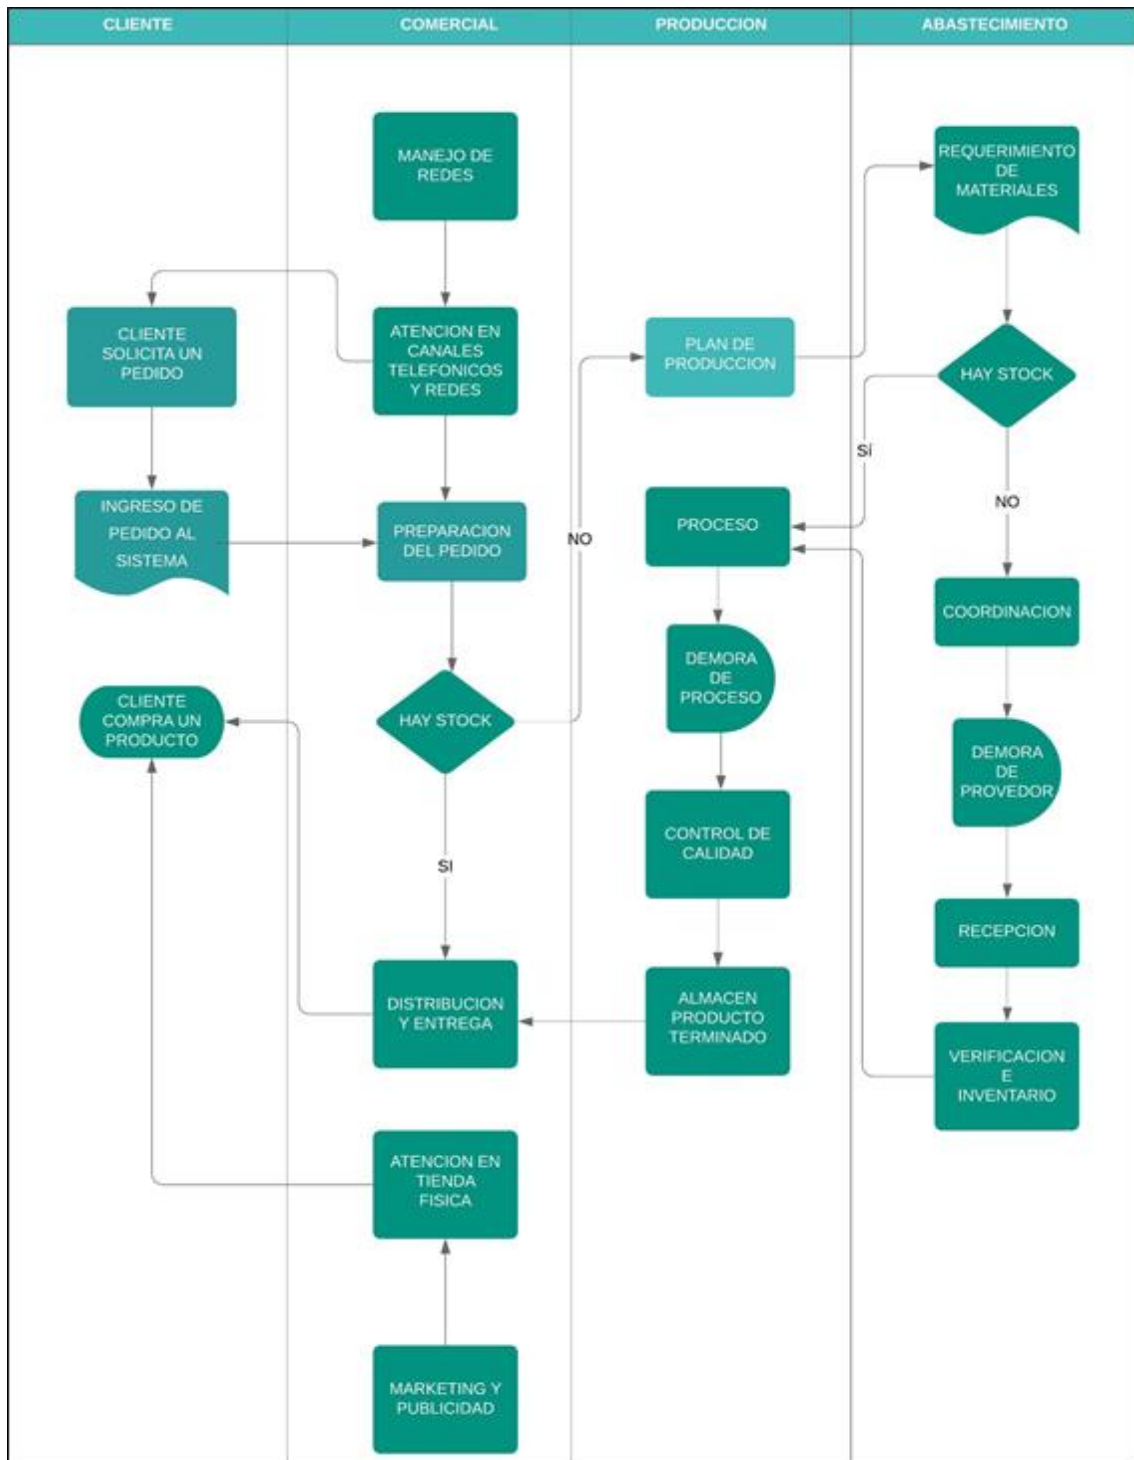 CLIENTE
COMERCIAL
PRODUCCION
ABASTECIMIENTO
MANEJO DE
REDES
REQUERIMIENTO
DE
MATERIALES
CLIENTE
SOLICITA UN
PEDIDO
ATENCION EN
CANALES
TELEFONICOS
Y REDES
PLAN DE
PRODUCCION
HAY STOCK
SÍ
NO
INGRESO DE
PEDIDO AL
SISTEMA
PREPARACION
DEL PEDIDO
NO
PROCESO
COORDINACION
CLIENTE
COMPRA UN
PRODUCTO
HAY STOCK
DEMORA
DE
PROCESO
DEMORA
DE
PROVEDOR
SI
CONTROL DE
CALIDAD
RECEPCION
DISTRIBUCION
Y ENTREGA
ALMACEN
PRODUCTO
TERMINADO
VERIFICACION
E
INVENTARIO
ATENCION EN
TIENDA
FISICA
MARKETING Y
PUBLICIDAD